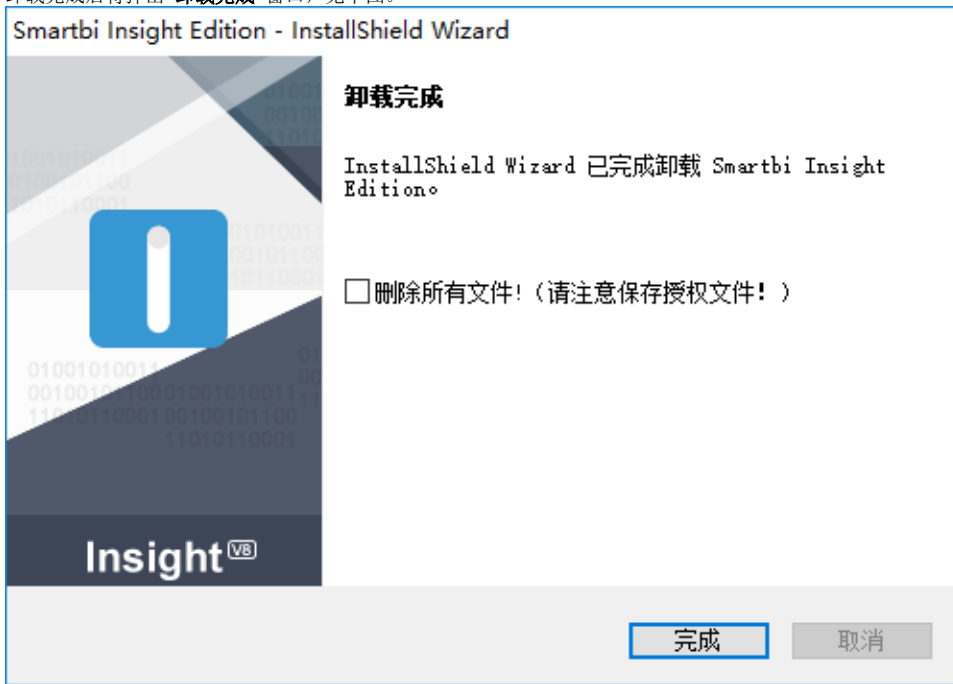 Smartbi Insight Edition - InstallShield Wizard
卸载完成
InstallShield Wizard 已完成卸载 Smartbi Insight
Edition。
删除所有文件!（请注意保存授权文件！）
Insight V8
完成
取消